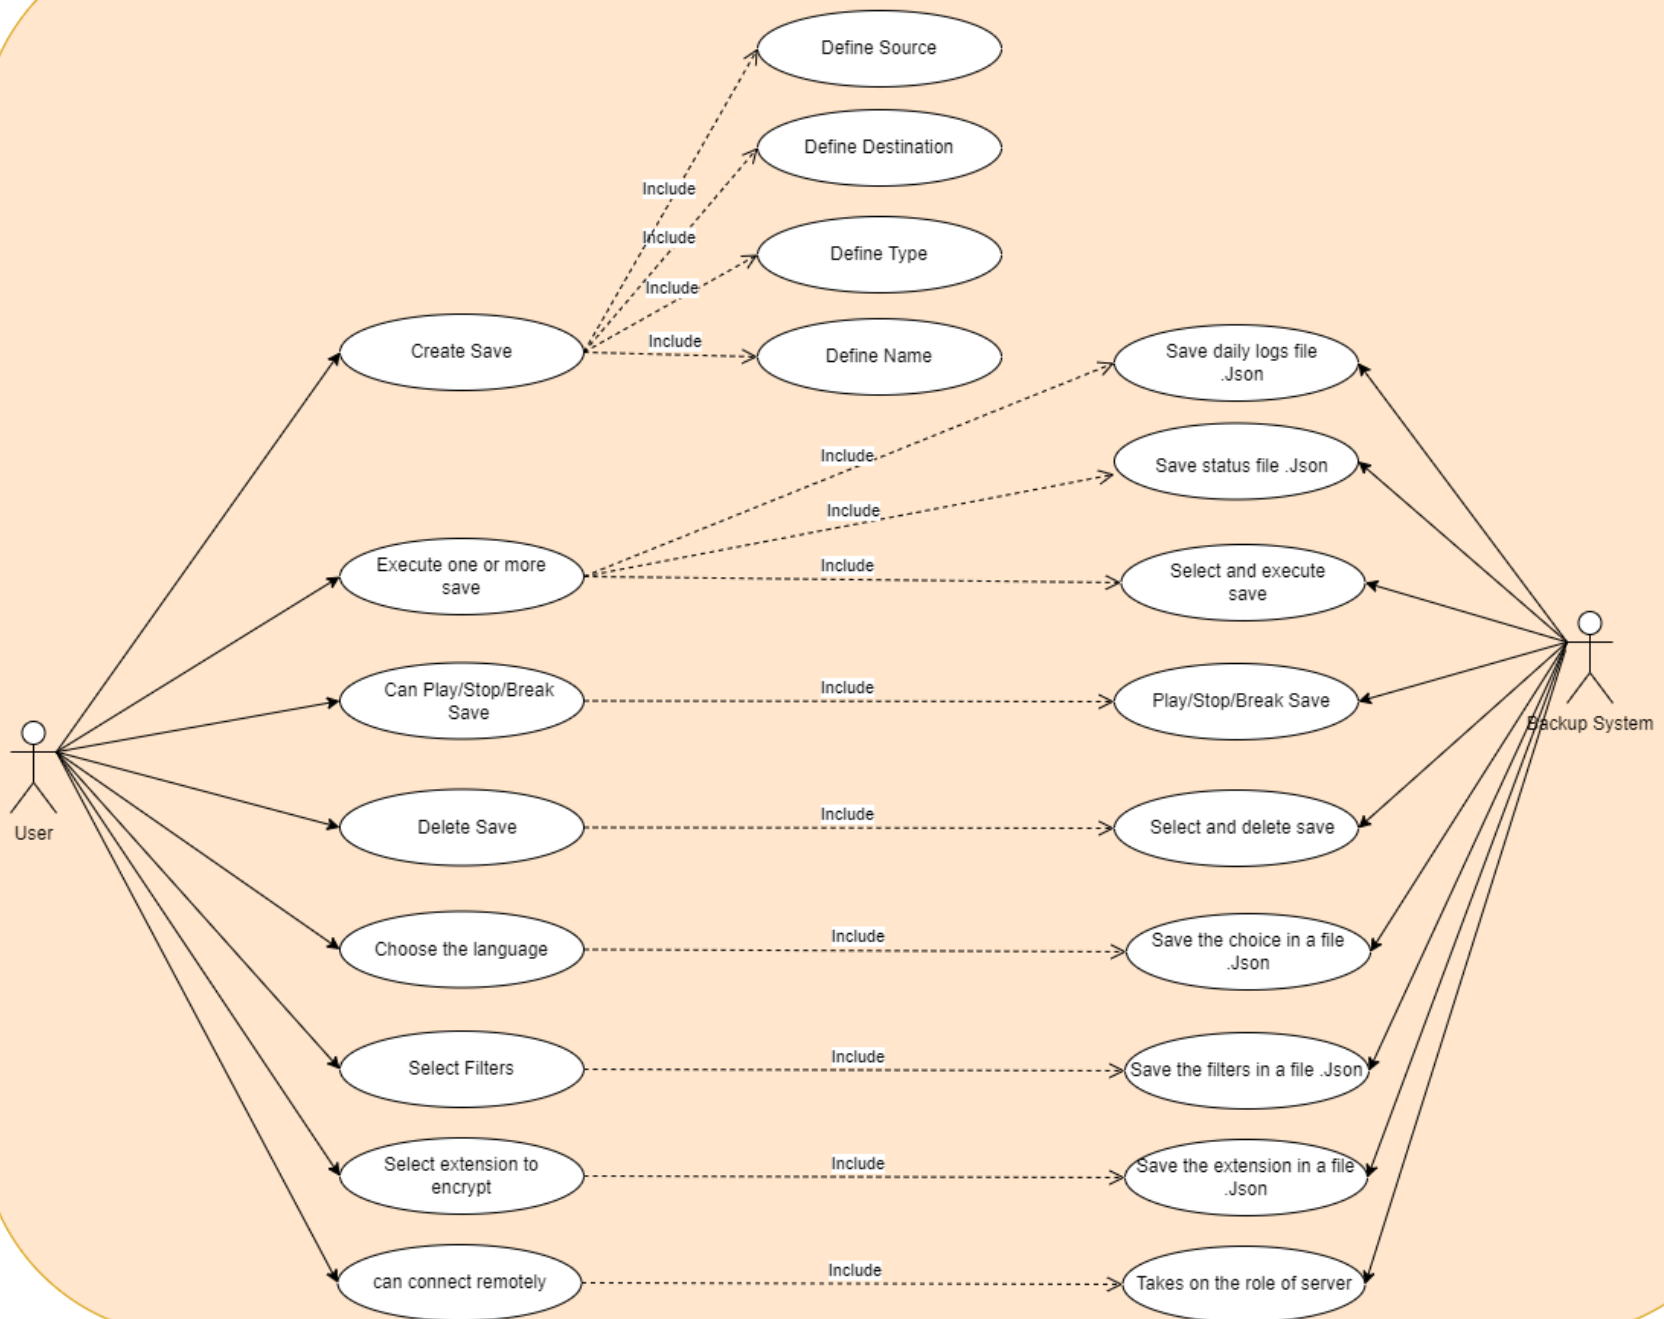 Define Source
Define Destination
Include
Include
Define Type
Include
Include
Create Save
Define Name
Save daily logs file
.Json
Include
Save status file .Json
Include
Execute one or more
save
Include
Select and execute
save
Can Play/Stop/Break
Save
Include
Play/Stop/Break Save
Backup System
User
Delete Save
Include
Select and delete save
Choose the language
Include
Save the choice in a file
.Json
Select Filters
Include
Save the filters in a file .Json
Select extension to
encrypt
Include
Save the extension in a file
.Json
can connect remotely
Include
Takes on the role of server